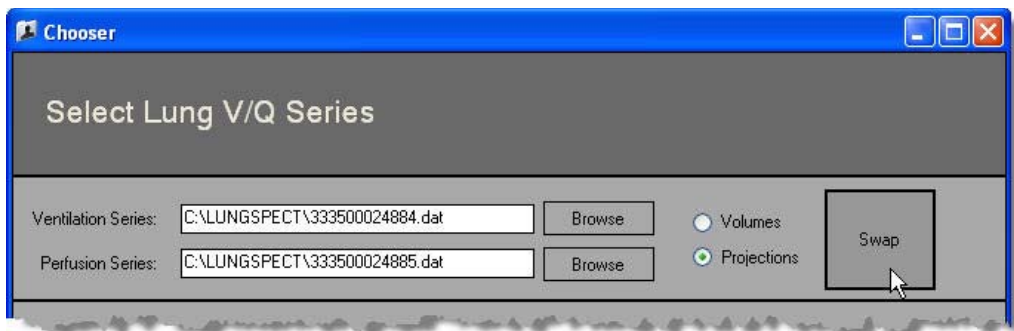 Chooser
Select Lung V/Q Series
Ventilation Series: C:\LUNGSPECT\333500024884.dat Browse Volumes
Perfusion Series: C:\LUNGSPECT\333500024885.dat Browse Projections
Swap